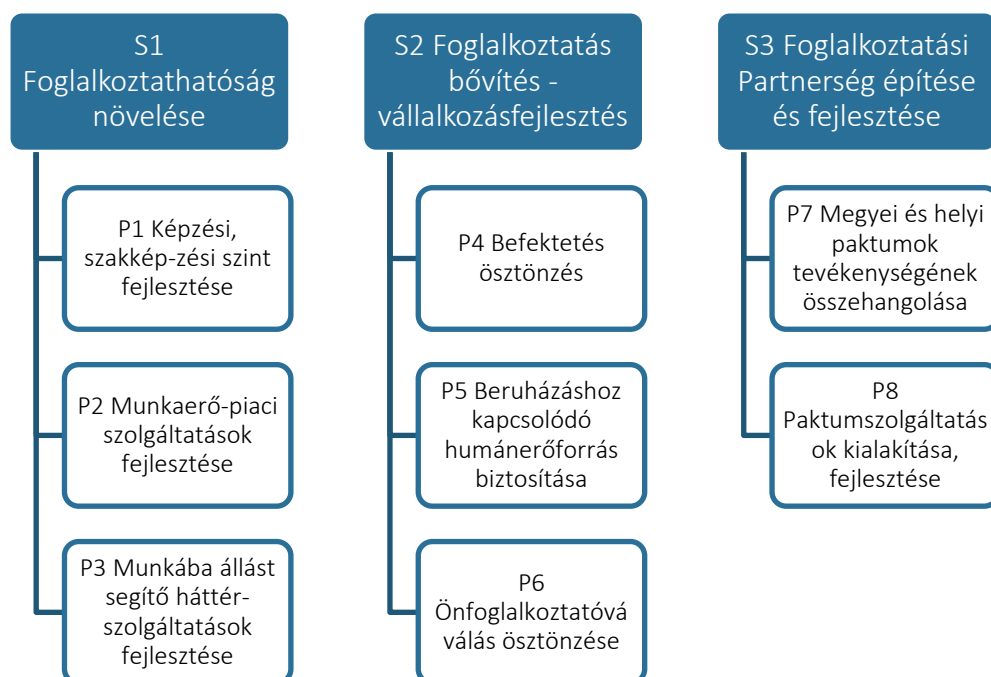 S1
Foglalkoztathatóság
növelése
P1 Képzési,
szakkép-zési szint
fejlesztése
P2 Munkaerő-piaci
szolgáltatások
fejlesztése
P3 Munkába állást
segítő háttér-
szolgáltatások
fejlesztése
S2 Foglalkoztatás
bővítés -
vállalkozásfejlesztés
P4 Befektetés
ösztönzés
P5 Beruházáshoz
kapcsolódó
humánerőforrás
biztosítása
P6
Önfoglalkoztatóvá
válás ösztönzése
S3 Foglalkoztatási
Partnerség építése
és fejlesztése
P7 Megyei és helyi
paktumok
tevékenységének
összehangolása
P8
Paktumszolgáltatás
ok kialakítása,
fejlesztése